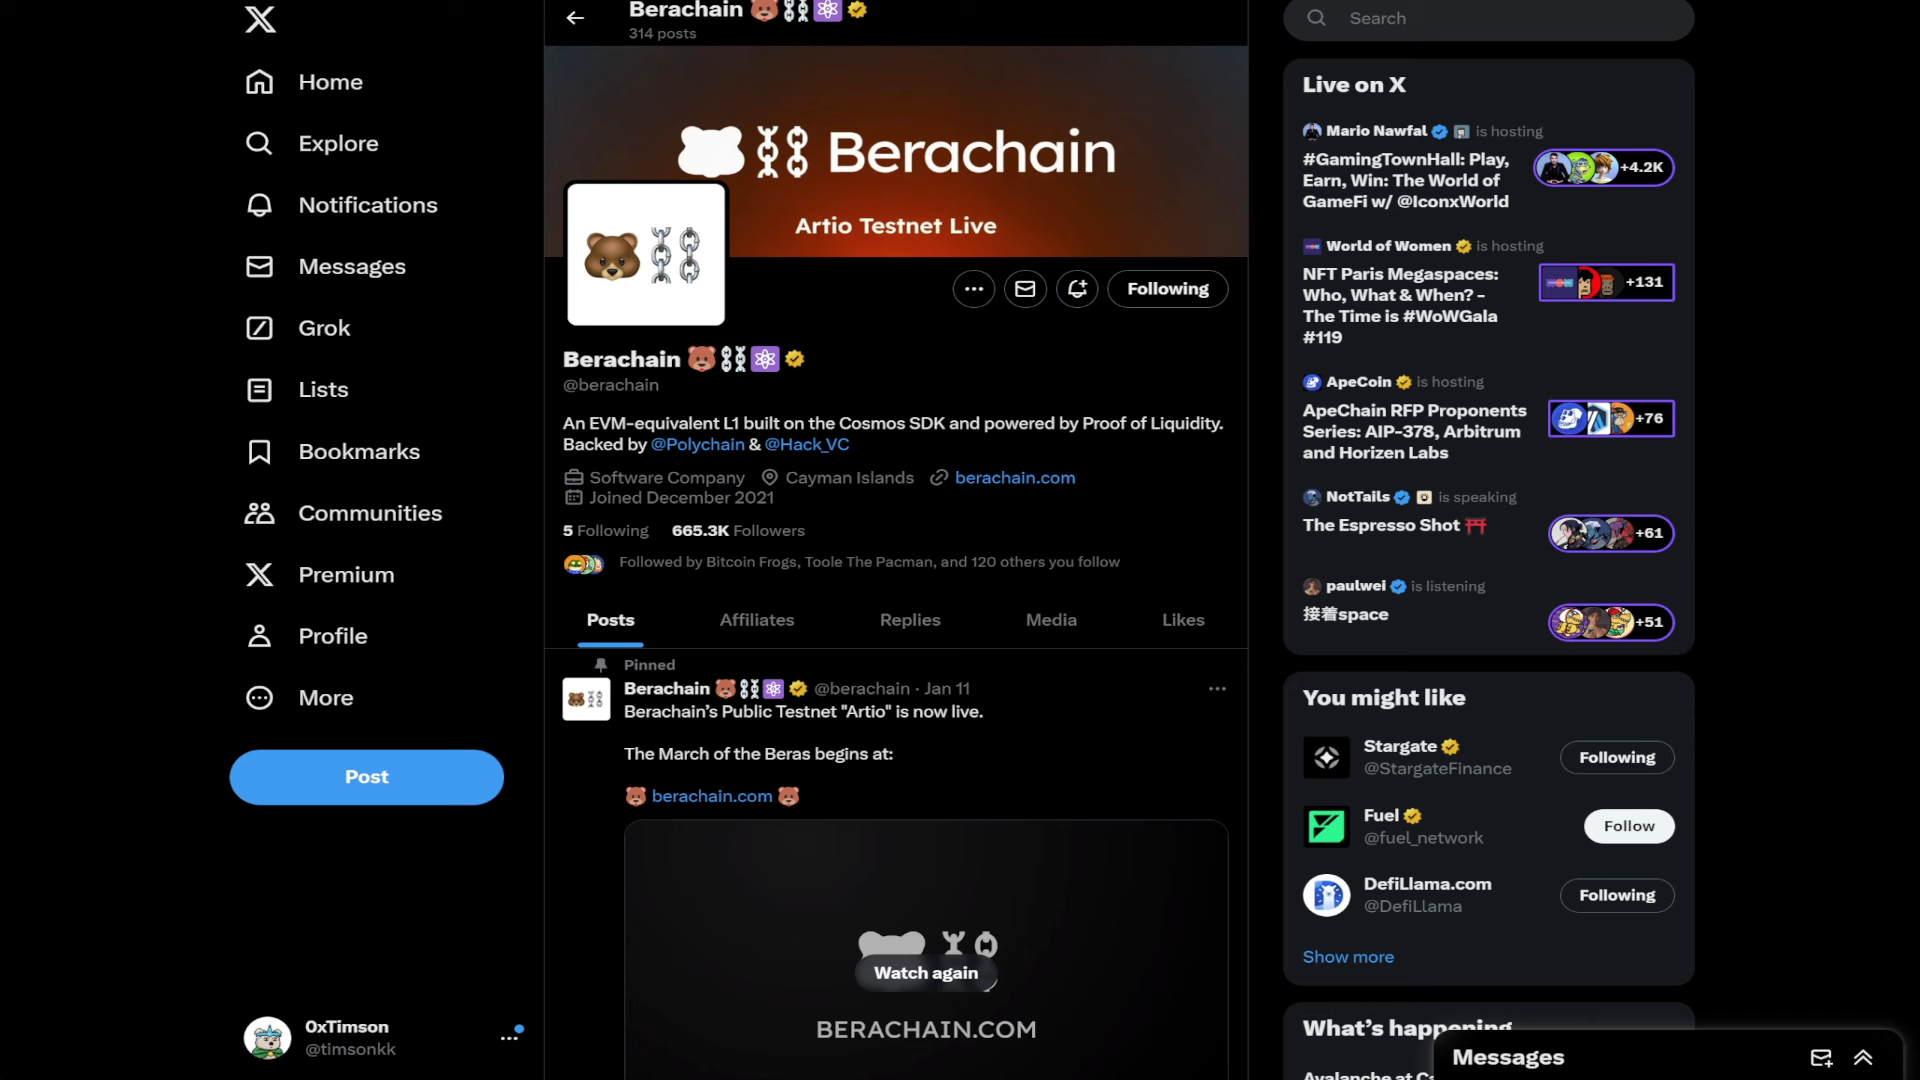 Home
Explore
Notifications
Messages
Grok
Lists
Bookmarks
Communities
Premium
Profile
More
Post
0xTimson
@timsonkk
Berachain
314 posts
Berachain
Artio Testnet Live
Following
Berachain
@berachain
An EVM-equivalent L1 built on the Cosmos SDK and powered by Proof of Liquidity.
Backed by @Polychain & @Hack_VC
Software Company Cayman Islands berachain.com
Joined December 2021
5 Following 665.3K Followers
Followed by Bitcoin Frogs, Toole The Pacman, and 120 others you follow
Posts Affiliates Replies Media Likes
Pinned
Berachain @berachain · Jan 11
Berachain’s Public Testnet "Artio" is now live.
The March of the Beras begins at:
berachain.com
Watch again
BERACHAIN.COM
Search
Live on X
Mario Nawfal is hosting
#GamingTownHall: Play,
Earn, Win: The World of
GameFi w/ @IconxWorld
+4.2K
World of Women is hosting
NFT Paris Megaspaces:
Who, What & When? -
The Time is #WoWGala
#119
+131
ApeCoin is hosting
ApeChain RFP Proponents
Series: AIP-378, Arbitrum
and Horizen Labs
+76
NotTails is speaking
The Espresso Shot ⛩️
+61
paulwei is listening
接着space
+51
You might like
Stargate
@StargateFinance
Following
Fuel
@fuel_network
Follow
DefiLlama.com
@DefiLlama
Following
Show more
What’s happening
Avalanche at
Messages